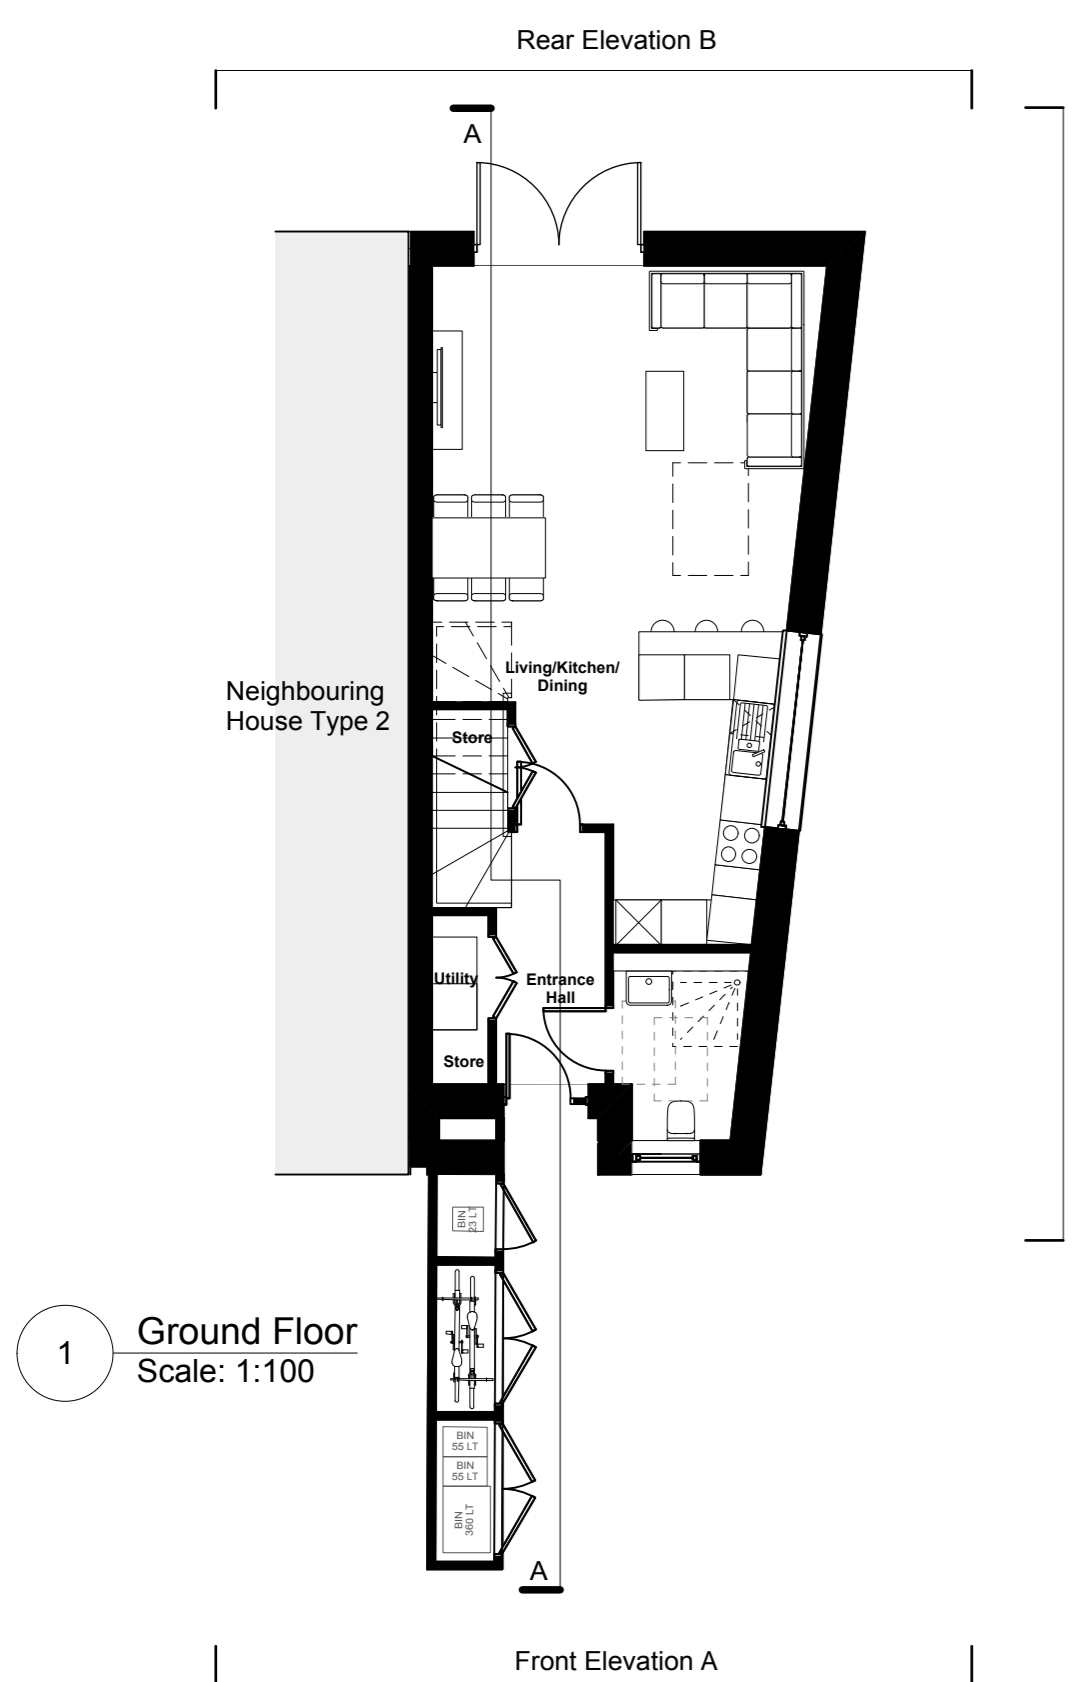 Rear Elevation B
A
Living/Kitchen/
Dining
Neighbouring
House Type 2
Store
Utility
Entrance
Hall
Store
BIN
23 LT
1
Ground Floor
Scale: 1:100
BIN
55 LT
BIN
55 LT
BIN
360 LT
A
Front Elevation A